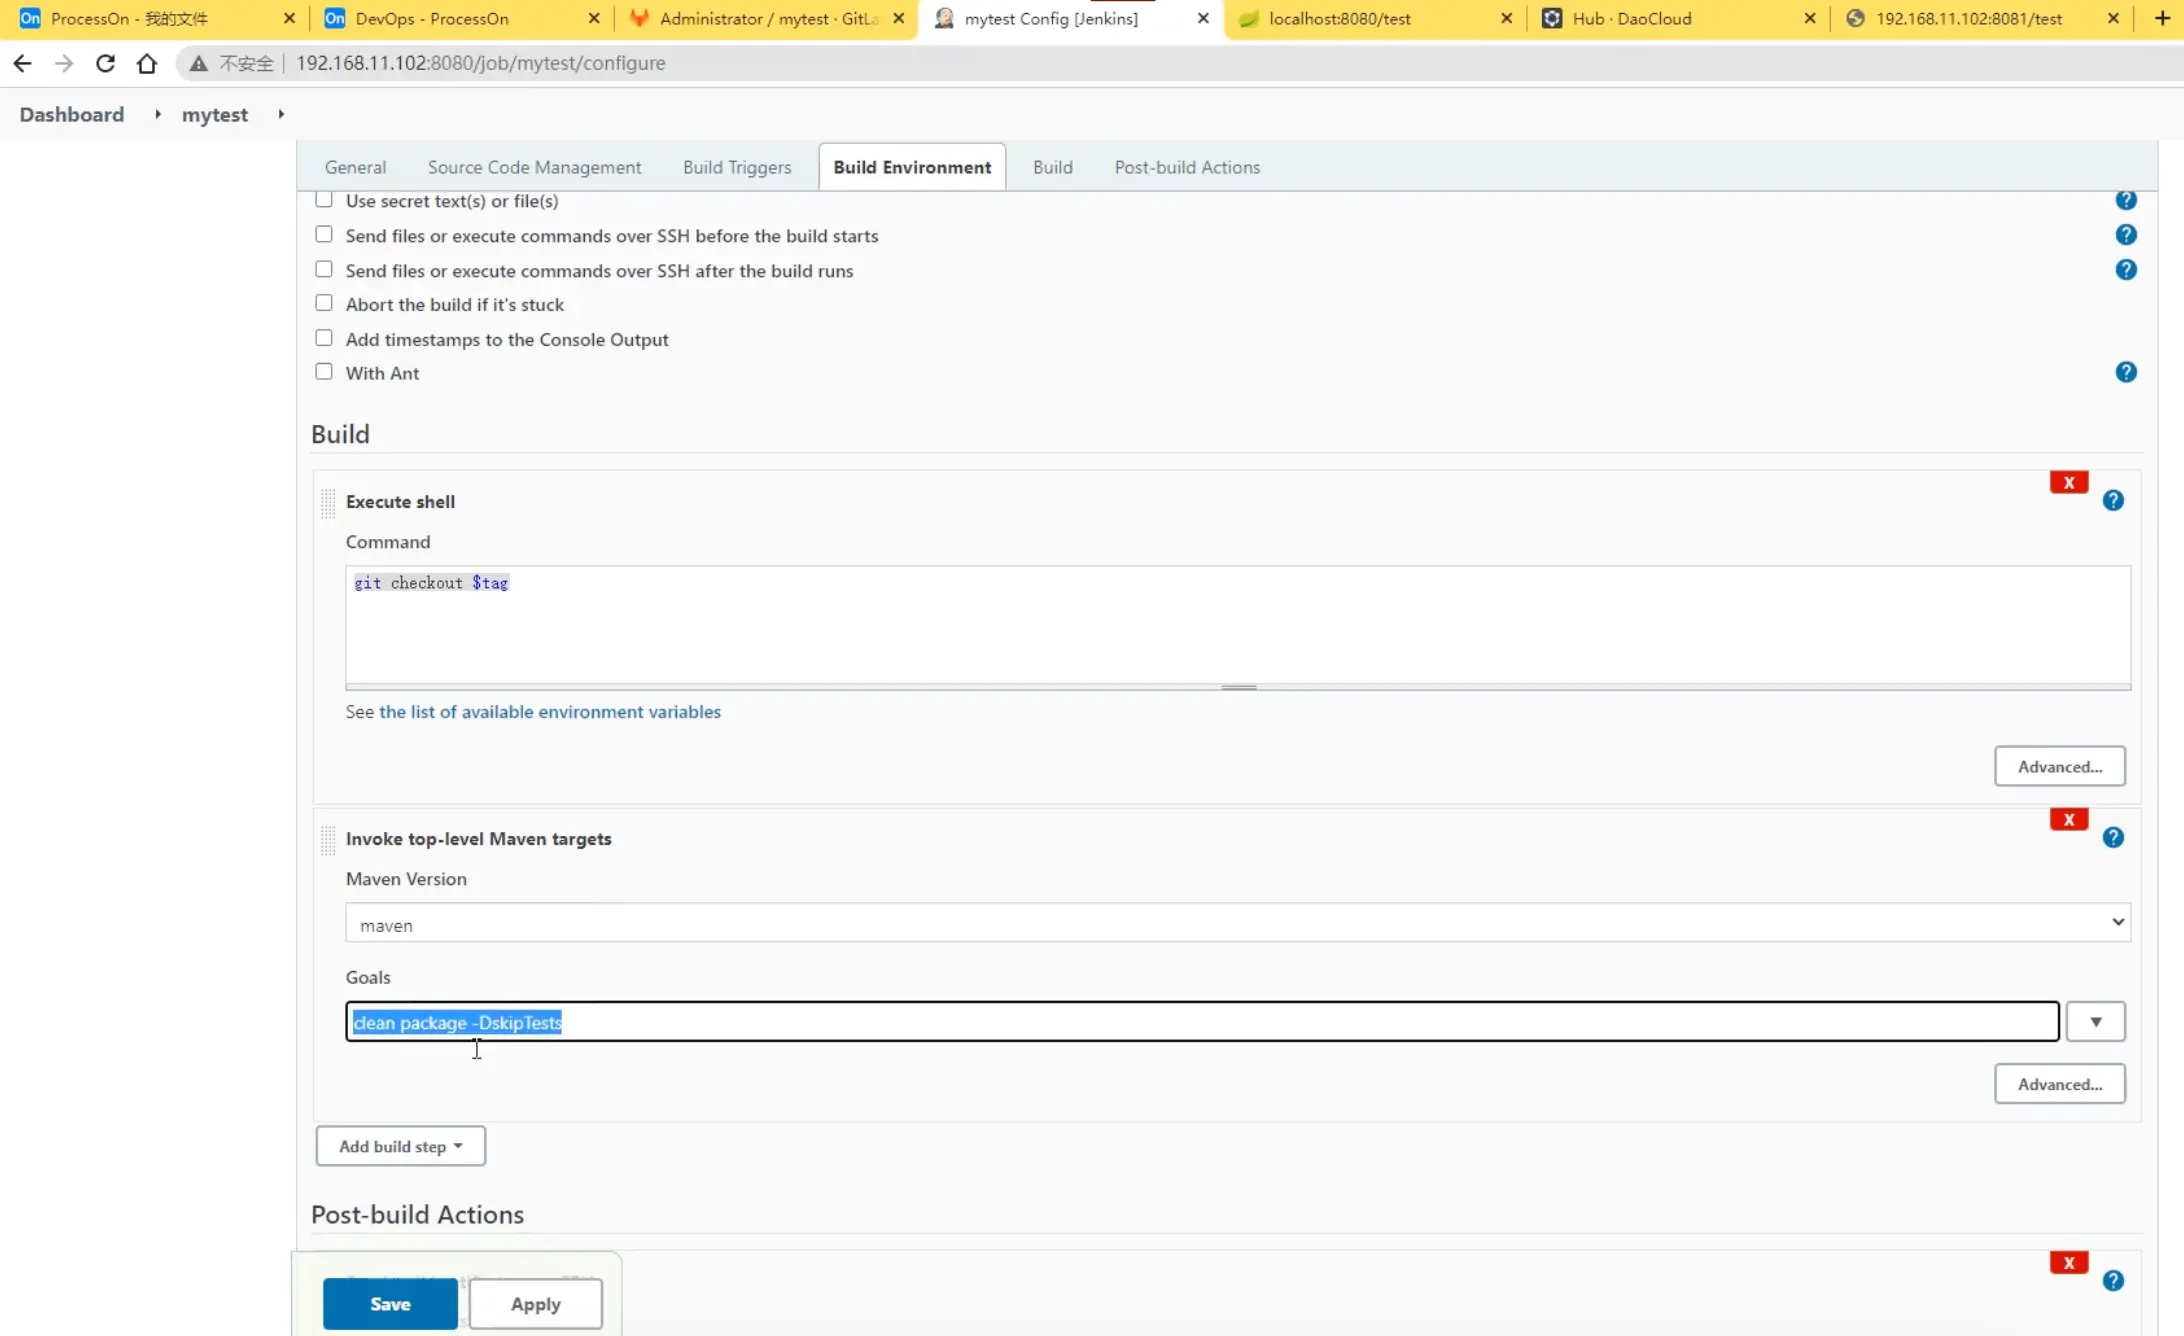 ProcessOn - 我的文件
DevOps - ProcessOn
Administrator / mytest · GitLa
mytest Config [Jenkins]
localhost:8080/test
Hub · DaoCloud
192.168.11.102:8081/test
不安全 192.168.11.102:8080/job/mytest/configure
Dashboard mytest
General Source Code Management Build Triggers Build Environment Build Post-build Actions
Use secret text(s) or file(s)
Send files or execute commands over SSH before the build starts
Send files or execute commands over SSH after the build runs
Abort the build if it's stuck
Add timestamps to the Console Output
With Ant
Build
X
Execute shell
Command
git checkout $tag
See the list of available environment variables
Advanced...
X
Invoke top-level Maven targets
Maven Version
maven
Goals
clean package -DskipTests
Advanced...
Add build step
Post-build Actions
X
Save Apply